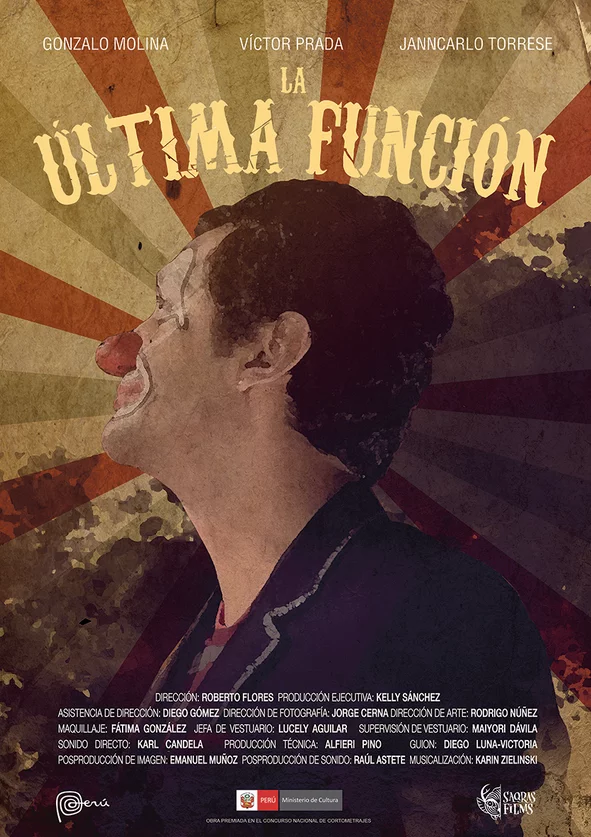 GONZALO MOLINA VÍCTOR PRADA JANNCARLO TORRESE
LA
ÚLTIMA FUNCIÓN
DIRECCIÓN: ROBERTO FLORES PRODUCCIÓN EJECUTIVA: KELLY SÁNCHEZ
ASISTENCIA DE DIRECCIÓN: DIEGO GÓMEZ DIRECCIÓN DE FOTOGRAFÍA: JORGE CERNA DIRECCIÓN DE ARTE: RODRIGO NÚÑEZ
MAQUILLAJE: FÁTIMA GONZÁLEZ JEFA DE VESTUARIO: LUCELY AGUILAR SUPERVISIÓN DE VESTUARIO: MAIYORI DÁVILA
SONIDO DIRECTO: KARL CANDELA PRODUCCIÓN TÉCNICA: ALFIERI PINO GUION: DIEGO LUNA-VICTORIA
POSPRODUCCIÓN DE IMAGEN: EMANUEL MUÑOZ POSPRODUCCIÓN DE SONIDO: RAÚL ASTETE MUSICALIZACIÓN: KARIN ZIELINSKI
Perú
PERÚ Ministerio de Cultura
SAQRAS
FILMS
OBRA PREMIADA EN EL CONCURSO NACIONAL DE CORTOMETRAJES